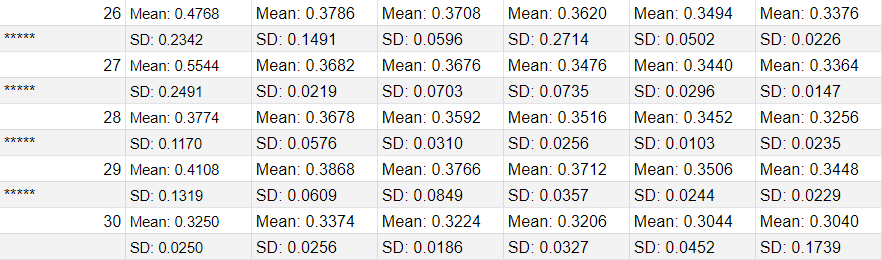 26 Mean: 0.4768 Mean: 0.3786 Mean: 0.3708 Mean: 0.3620 Mean: 0.3494 Mean: 0.3376
***** SD: 0.2342 SD: 0.1491 SD: 0.0596 SD: 0.2714 SD: 0.0502 SD: 0.0226
27 Mean: 0.5544 Mean: 0.3682 Mean: 0.3676 Mean: 0.3476 Mean: 0.3440 Mean: 0.3364
***** SD: 0.2491 SD: 0.0219 SD: 0.0703 SD: 0.0735 SD: 0.0296 SD: 0.0147
28 Mean: 0.3774 Mean: 0.3678 Mean: 0.3592 Mean: 0.3516 Mean: 0.3452 Mean: 0.3256
***** SD: 0.1170 SD: 0.0576 SD: 0.0310 SD: 0.0256 SD: 0.0103 SD: 0.0235
29 Mean: 0.4108 Mean: 0.3868 Mean: 0.3766 Mean: 0.3712 Mean: 0.3506 Mean: 0.3448
***** SD: 0.1319 SD: 0.0609 SD: 0.0849 SD: 0.0357 SD: 0.0244 SD: 0.0229
30 Mean: 0.3250 Mean: 0.3374 Mean: 0.3224 Mean: 0.3206 Mean: 0.3044 Mean: 0.3040
SD: 0.0250 SD: 0.0256 SD: 0.0186 SD: 0.0327 SD: 0.0452 SD: 0.1739